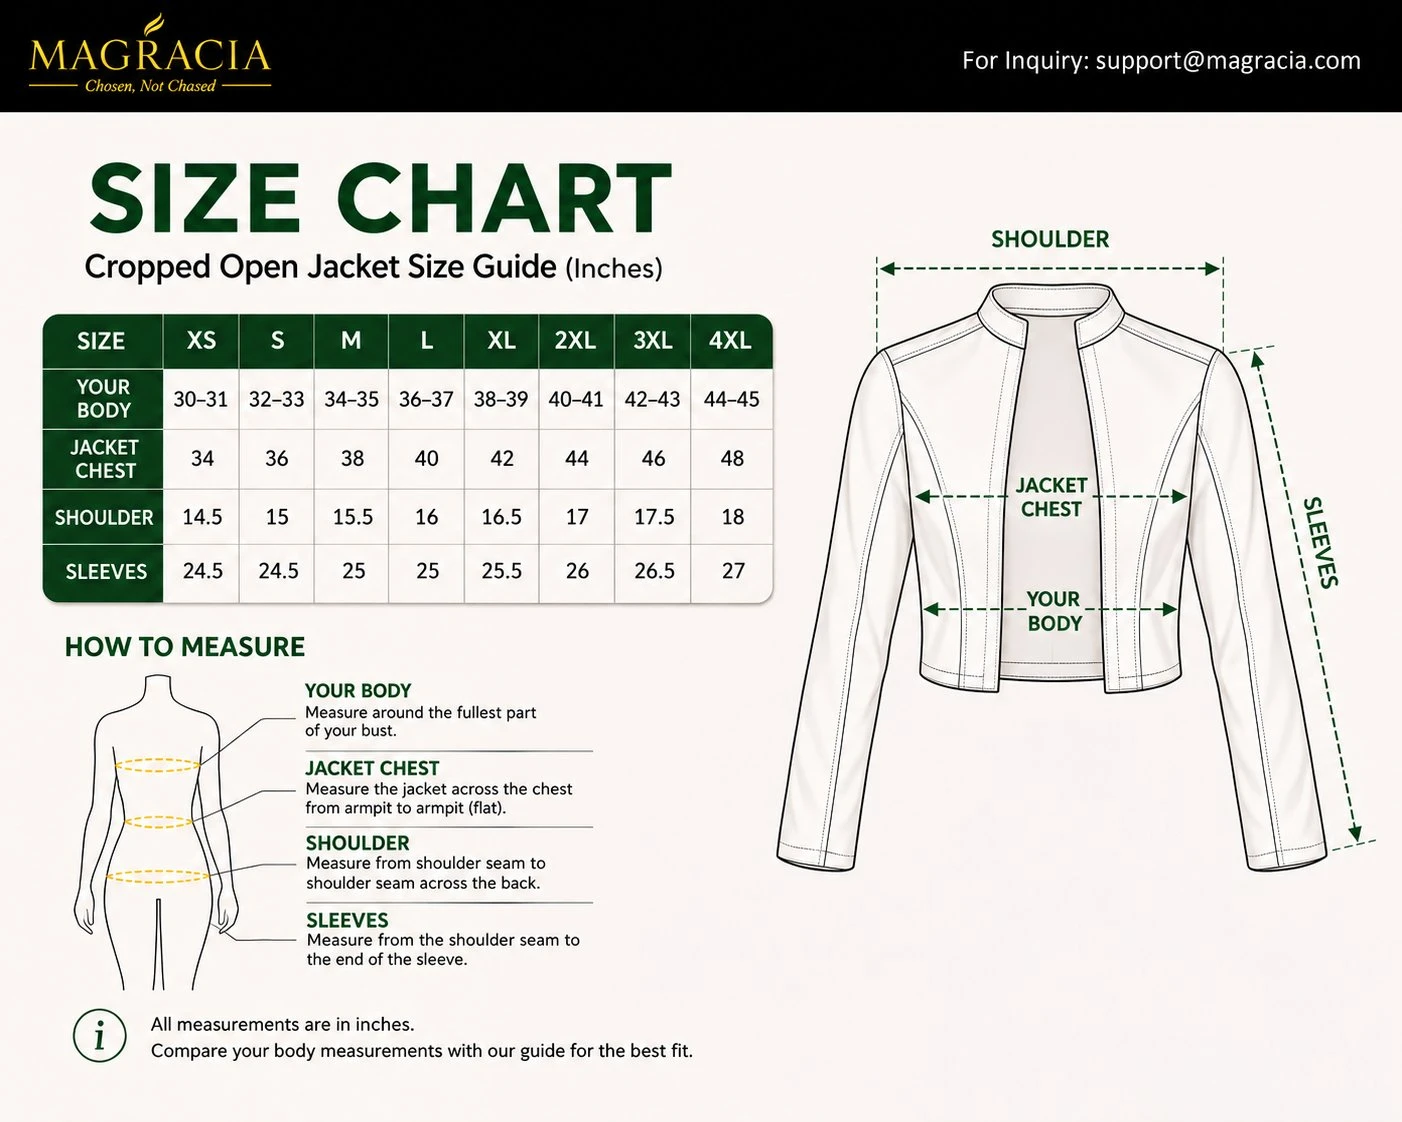 MAGRACIA
Chosen, Not Chased
For Inquiry: support@magracia.com
SIZE CHART
Cropped Open Jacket Size Guide (Inches)
SIZE XS S M L XL 2XL 3XL 4XL
YOUR BODY 30–31 32–33 34–35 36–37 38–39 40–41 42–43 44–45
JACKET CHEST 34 36 38 40 42 44 46 48
SHOULDER 14.5 15 15.5 16 16.5 17 17.5 18
SLEEVES 24.5 24.5 25 25 25.5 26 26.5 27
HOW TO MEASURE
YOUR BODY
Measure around the fullest part
of your bust.
JACKET CHEST
Measure the jacket across the chest
from armpit to armpit (flat).
SHOULDER
Measure from shoulder seam to
shoulder seam across the back.
SLEEVES
Measure from the shoulder seam to
the end of the sleeve.
i
All measurements are in inches.
Compare your body measurements with our guide for the best fit.
SHOULDER
JACKET
CHEST
YOUR
BODY
SLEEVES